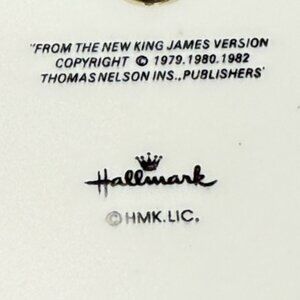 "FROM THE NEW KING JAMES VERSION
COPYRIGHT © 1979.1980.1982
THOMAS NELSON INS., PUBLISHERS'
Hallmark
© HMK. LIC.